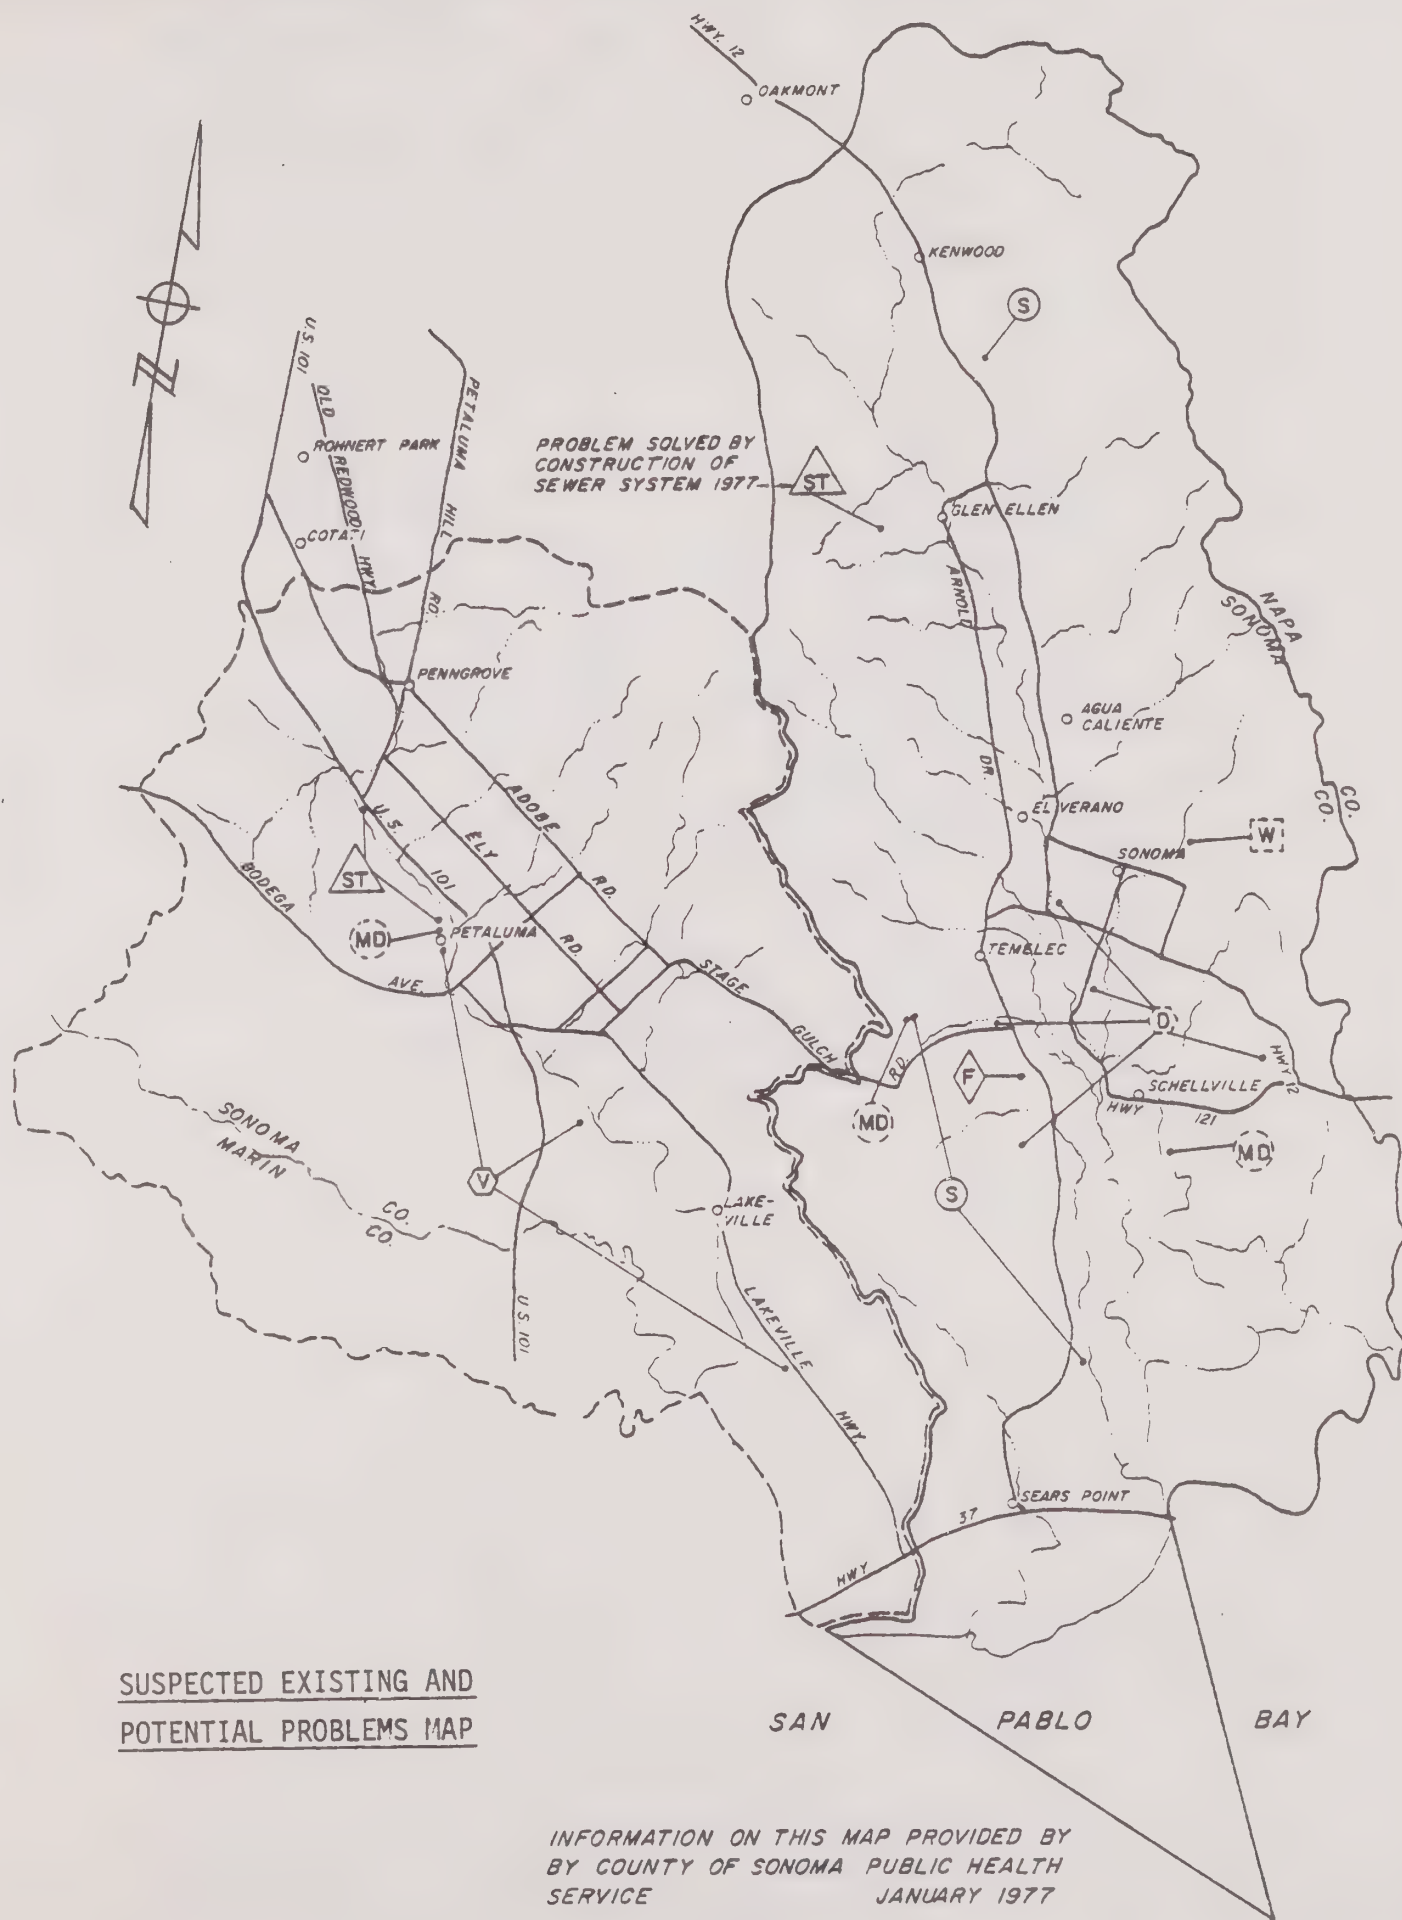 HWY. 12
OAKMONT
KENWOOD
S
U.S. 101
OLD REDWOOD HWY.
PETALUMA HILL RD.
ROHNERT PARK
PROBLEM SOLVED BY
CONSTRUCTION OF
SEWER SYSTEM 1977
ST
GLEN ELLEN
COTATI
ARNOLD DR.
NAPA CO.
SONOMA CO.
PENNGROVE
AGUA
CALIENTE
EL VERANO
W
SONOMA
U.S. 101
ADOBE RD.
ELY RD.
ST
BODEGA AVE.
MD
PETALUMA
TEMELEC
STAGE GULCH RD.
D
F
HWY 12
SCHELLVILLE
HWY 121
MD
MD
SONOMA CO.
MARIN CO.
V
S
LAKE-
VILLE
U.S. 101
LAKEVILLE HWY.
SEARS POINT
HWY 37
SUSPECTED EXISTING AND
POTENTIAL PROBLEMS MAP
SAN PABLO BAY
INFORMATION ON THIS MAP PROVIDED BY
BY COUNTY OF SONOMA PUBLIC HEALTH
SERVICE JANUARY 1977